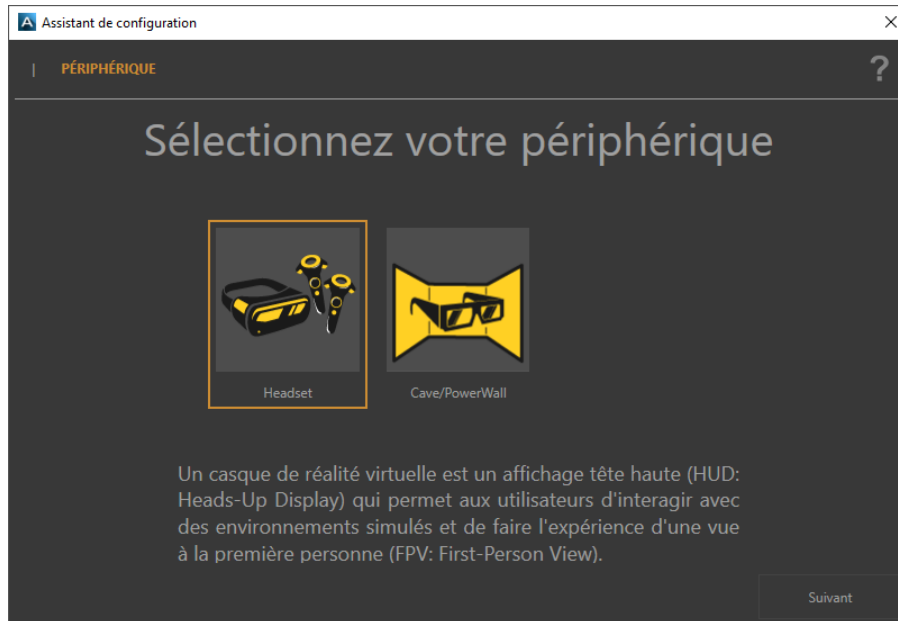 Assistant de configuration
| PÉRIPHÉRIQUE
?
Sélectionnez votre périphérique
Headset
Cave/PowerWall
Un casque de réalité virtuelle est un affichage tête haute (HUD:
Heads-Up Display) qui permet aux utilisateurs d'interagir avec
des environnements simulés et de faire l'expérience d'une vue
à la première personne (FPV: First-Person View).
Suivant